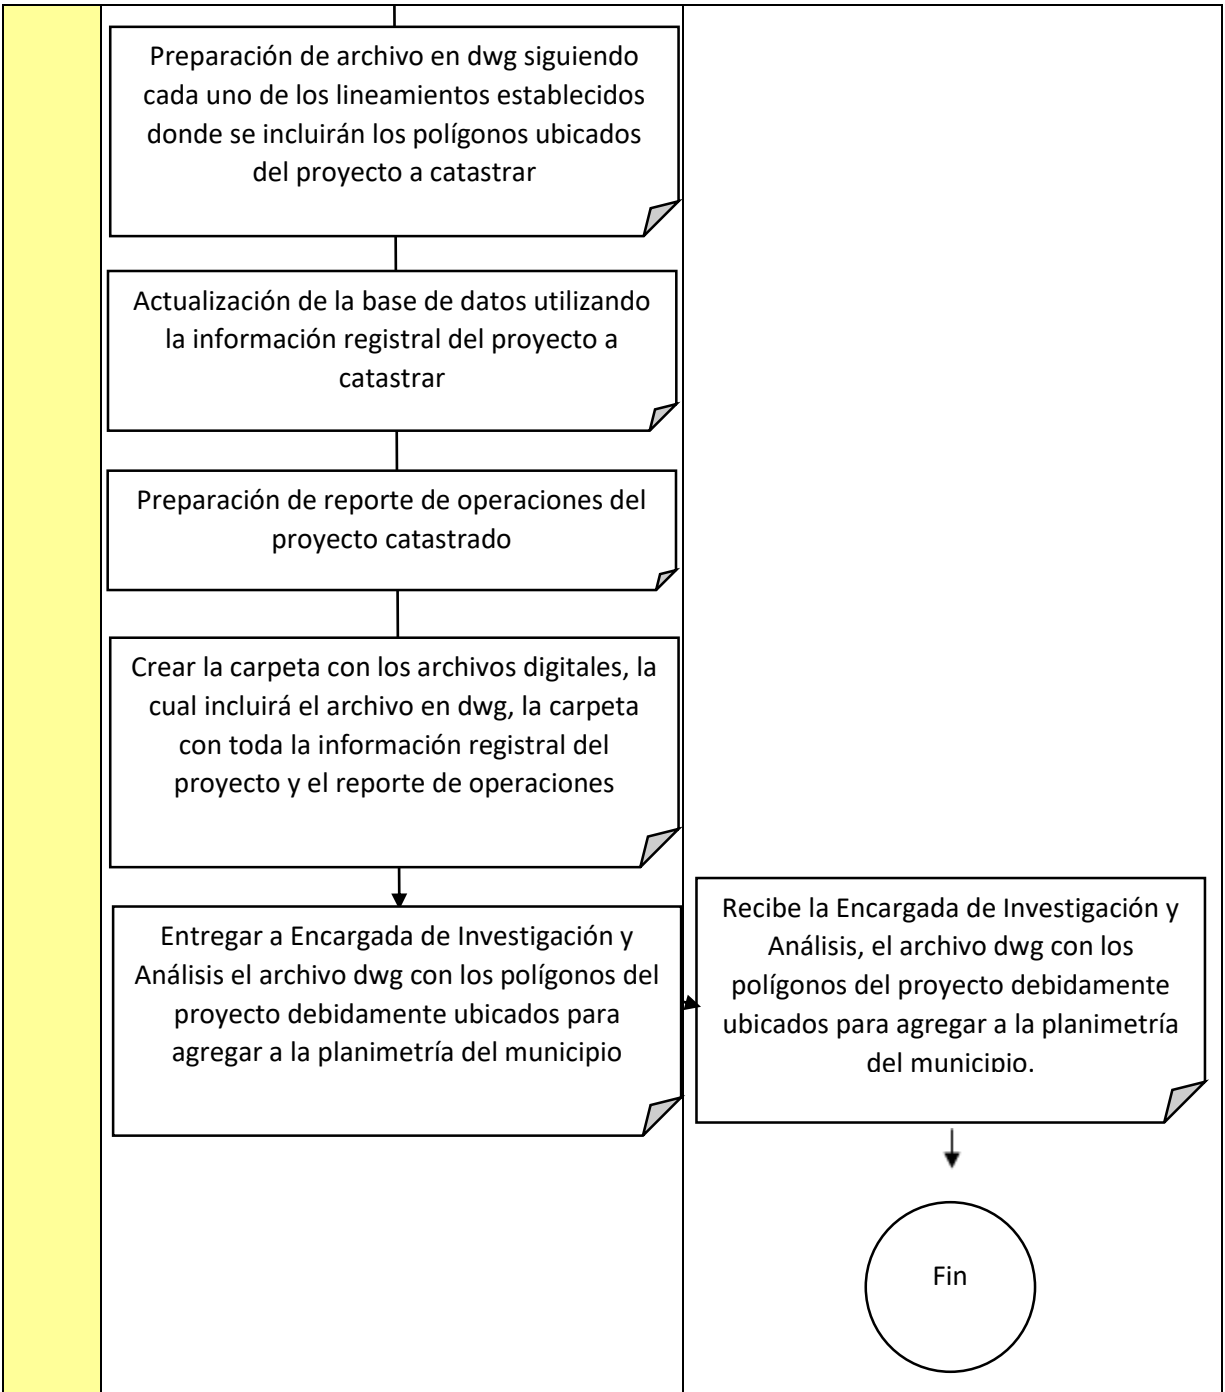 Preparación de archivo en dwg siguiendo
cada uno de los lineamientos establecidos
donde se incluirán los polígonos ubicados
del proyecto a catastrar
Actualización de la base de datos utilizando
la información registral del proyecto a
catastrar
Preparación de reporte de operaciones del
proyecto catastrado
Crear la carpeta con los archivos digitales, la
cual incluirá el archivo en dwg, la carpeta
con toda la información registral del
proyecto y el reporte de operaciones
Entregar a Encargada de Investigación y
Análisis el archivo dwg con los polígonos del
proyecto debidamente ubicados para
agregar a la planimetría del municipio
Recibe la Encargada de Investigación y
Análisis, el archivo dwg con los
polígonos del proyecto debidamente
ubicados para agregar a la planimetría
del municipio.
Fin